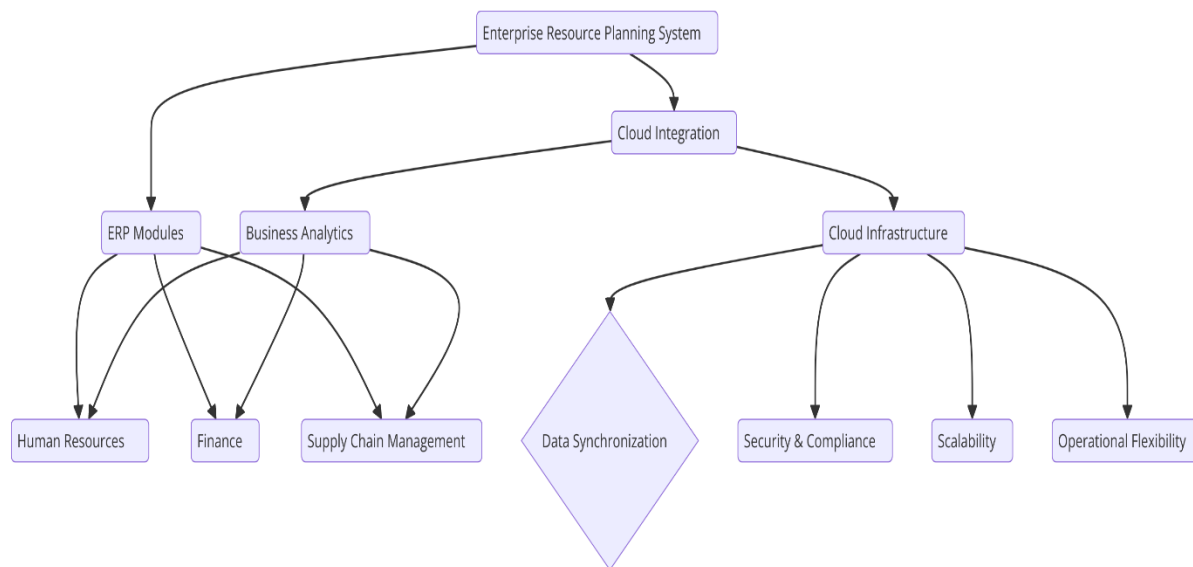 Enterprise Resource Planning System
Cloud Integration
ERP Modules
Business Analytics
Cloud Infrastructure
Human Resources
Finance
Supply Chain Management
Data Synchronization
Security & Compliance
Scalability
Operational Flexibility